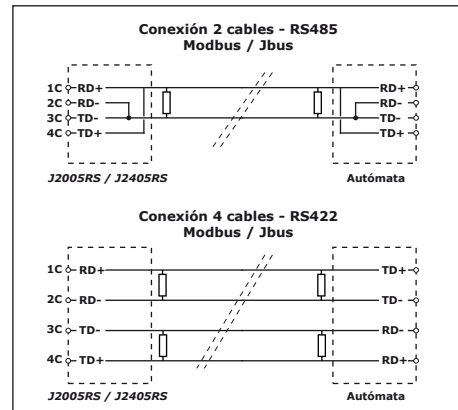 Conexión 2 cables - RS485
Modbus / Jbus
1C RD+ RD+
2C RD- RD-
3C TD- TD-
4C TD+ TD+
J2005RS / J2405RS Autómata
Conexión 4 cables - RS422
Modbus / Jbus
1C RD+ TD+
2C RD- TD-
3C TD- RD-
4C TD+ RD+
J2005RS / J2405RS Autómata